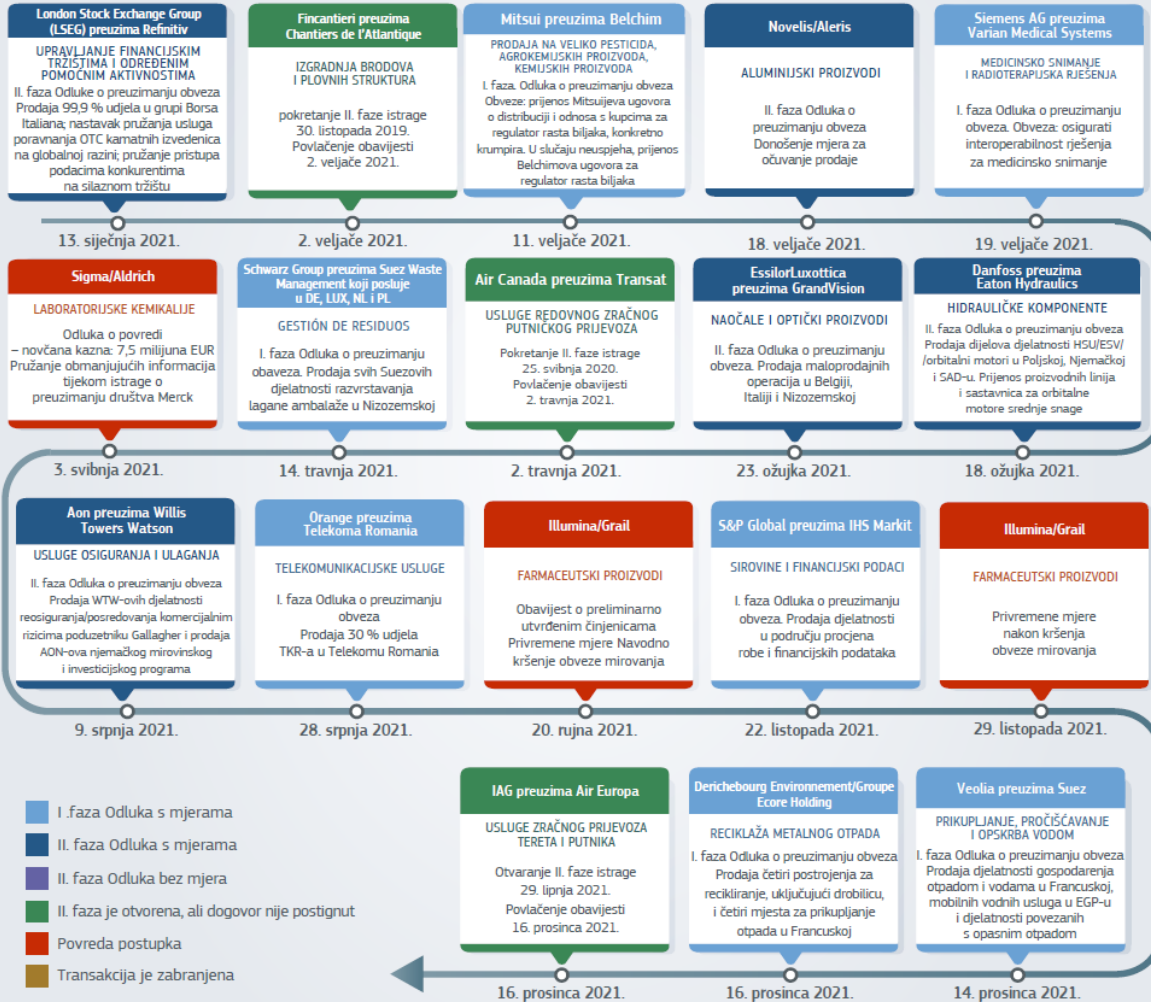 London Stock Exchange Group
(LSEG) preuzima Refinitiv
UPRAVLJANJE FINANCIJSKIM
TRŽIŠTIMA I ODREĐENIM
POMOĆNIM AKTIVNOSTIMA
II. faza Odluke o preuzimanju obveza
Prodaja 99,9 % udjela u grupi Borsa
Italiana; nastavak pružanja usluga
poravnanja OTC kamatnih izvedenica
na globalnoj razini; pružanje pristupa
podacima konkurentima
na silaznom tržištu
13. siječnja 2021.
Fincantieri preuzima
Chantiers de l'Atlantique
IZGRADNJA BRODOVA
I PLOVNIH STRUKTURA
pokretanje II. faze istrage
30. listopada 2019.
Povlačenje obavijesti
2. veljače 2021.
2. veljače 2021.
Mitsui preuzima Belchim
PRODAJA NA VELIKO PESTICIDA,
AGROKEMIJSKIH PROIZVODA,
KEMIJSKIH PROIZVODA
I. faza. Odluka o preuzimanju obveza
Obveze: prijenos Mitsuijeva ugovora
o distribuciji i odnosa s kupcima za
regulator rasta biljaka, konkretno
krumpira. U slučaju neuspjeha, prijenos
Belchimova ugovora za
regulator rasta biljaka
11. veljače 2021.
Novelis/Aleris
ALUMINIJSKI PROIZVODI
II. faza Odluka o
preuzimanju obveza
Donošenje mjera za
očuvanje prodaje
18. veljače 2021.
Siemens AG preuzima
Varian Medical Systems
MEDICINSKO SNIMANJE
I RADIOTERAPIJSKA RJEŠENJA
I. faza Odluka o preuzimanju
obveza. Obveza: osigurati
interoperabilnost rješenja
za medicinsko snimanje
19. veljače 2021.
Danfoss preuzima
Eaton Hydraulics
HIDRAULIČKE KOMPONENTE
II. faza Odluka o preuzimanju obveza
Prodaja dijelova djelatnosti HSU/ESV/
/orbitalni motori u Poljskoj, Njemačkoj
i SAD-u. Prijenos proizvodnih linija
i sastavnica za orbitalne
motore srednje snage
18. ožujka 2021.
EssilorLuxottica
preuzima GrandVision
NAOČALE I OPTIČKI PROIZVODI
II. faza Odluka o preuzimanju
obveza. Prodaja maloprodajnih
operacija u Belgiji,
Italiji i Nizozemskoj
23. ožujka 2021.
Air Canada preuzima Transat
USLUGE REDOVNOG ZRAČNOG
PUTNIČKOG PRIJEVOZA
Pokretanje II. faze istrage
25. svibnja 2020.
Povlačenje obavijesti
2. travnja 2021.
2. travnja 2021.
Schwarz Group preuzima Suez Waste
Management koji posluje
u DE, LUX, NL i PL
GESTIÓN DE RESIDUOS
I. faza Odluka o preuzimanju
obaveza. Prodaja svih Suezovih
djelatnosti razvrstavanja
lagane ambalaže u Nizozemskoj
14. travnja 2021.
Sigma/Aldrich
LABORATORIJSKE KEMIKALIJE
Odluka o povredi
– novčana kazna: 7,5 milijuna EUR
Pružanje obmanjujućih informacija
tijekom istrage o
preuzimanju društva Merck
3. svibnja 2021.
Aon preuzima Willis
Towers Watson
USLUGE OSIGURANJA I ULAGANJA
II. faza Odluka o preuzimanju obveza
Prodaja WTW-ovih djelatnosti
reosiguranja/posredovanja komercijalnim
rizicima poduzetniku Gallagher i prodaja
AON-ova njemačkog mirovinskog
i investicijskog programa
9. srpnja 2021.
Orange preuzima
Telekoma Romania
TELEKOMUNIKACIJSKE USLUGE
I. faza Odluka o preuzimanju
obveza
Prodaja 30 % udjela
TKR-a u Telekomu Romania
28. srpnja 2021.
Illumina/Grail
FARMACEUTSKI PROIZVODI
Obavijest o preliminarno
utvrđenim činjenicama
Privremene mjere Navodno
kršenje obveze mirovanja
20. rujna 2021.
S&P Global preuzima IHS Markit
SIROVINE I FINANCIJSKI PODACI
I. faza Odluka o preuzimanju
obveza. Prodaja djelatnosti
u području procjena
robe i financijskih podataka
22. listopada 2021.
Illumina/Grail
FARMACEUTSKI PROIZVODI
Privremene mjere
nakon kršenja
obveze mirovanja
29. listopada 2021.
Veolia preuzima Suez
PRIKUPLJANJE, PROČIŠĆAVANJE
I OPSKRBA VODOM
I. faza Odluka o preuzimanju obveza
Prodaja djelatnosti gospodarenja
otpadom i vodama u Francuskoj,
mobilnih vodnih usluga u EGP-u
i djelatnosti povezanih
s opasnim otpadom
14. prosinca 2021.
Derichebourg Environnement/Groupe
Ecore Holding
RECIKLAŽA METALNOG OTPADA
I. faza Odluka o preuzimanju obveza
Prodaja četiri postrojenja za
recikliranje, uključujući drobilicu,
i četiri mjesta za prikupljanje
otpada u Francuskoj
16. prosinca 2021.
IAG preuzima Air Europa
USLUGE ZRAČNOG PRIJEVOZA
TERETA I PUTNIKA
Otvaranje II. faze istrage
29. lipnja 2021.
Povlačenje obavijesti
16. prosinca 2021.
16. prosinca 2021.
I .faza Odluka s mjerama
II. faza Odluka s mjerama
II. faza Odluka bez mjera
II. faza je otvorena, ali dogovor nije postignut
Povreda postupka
Transakcija je zabranjena